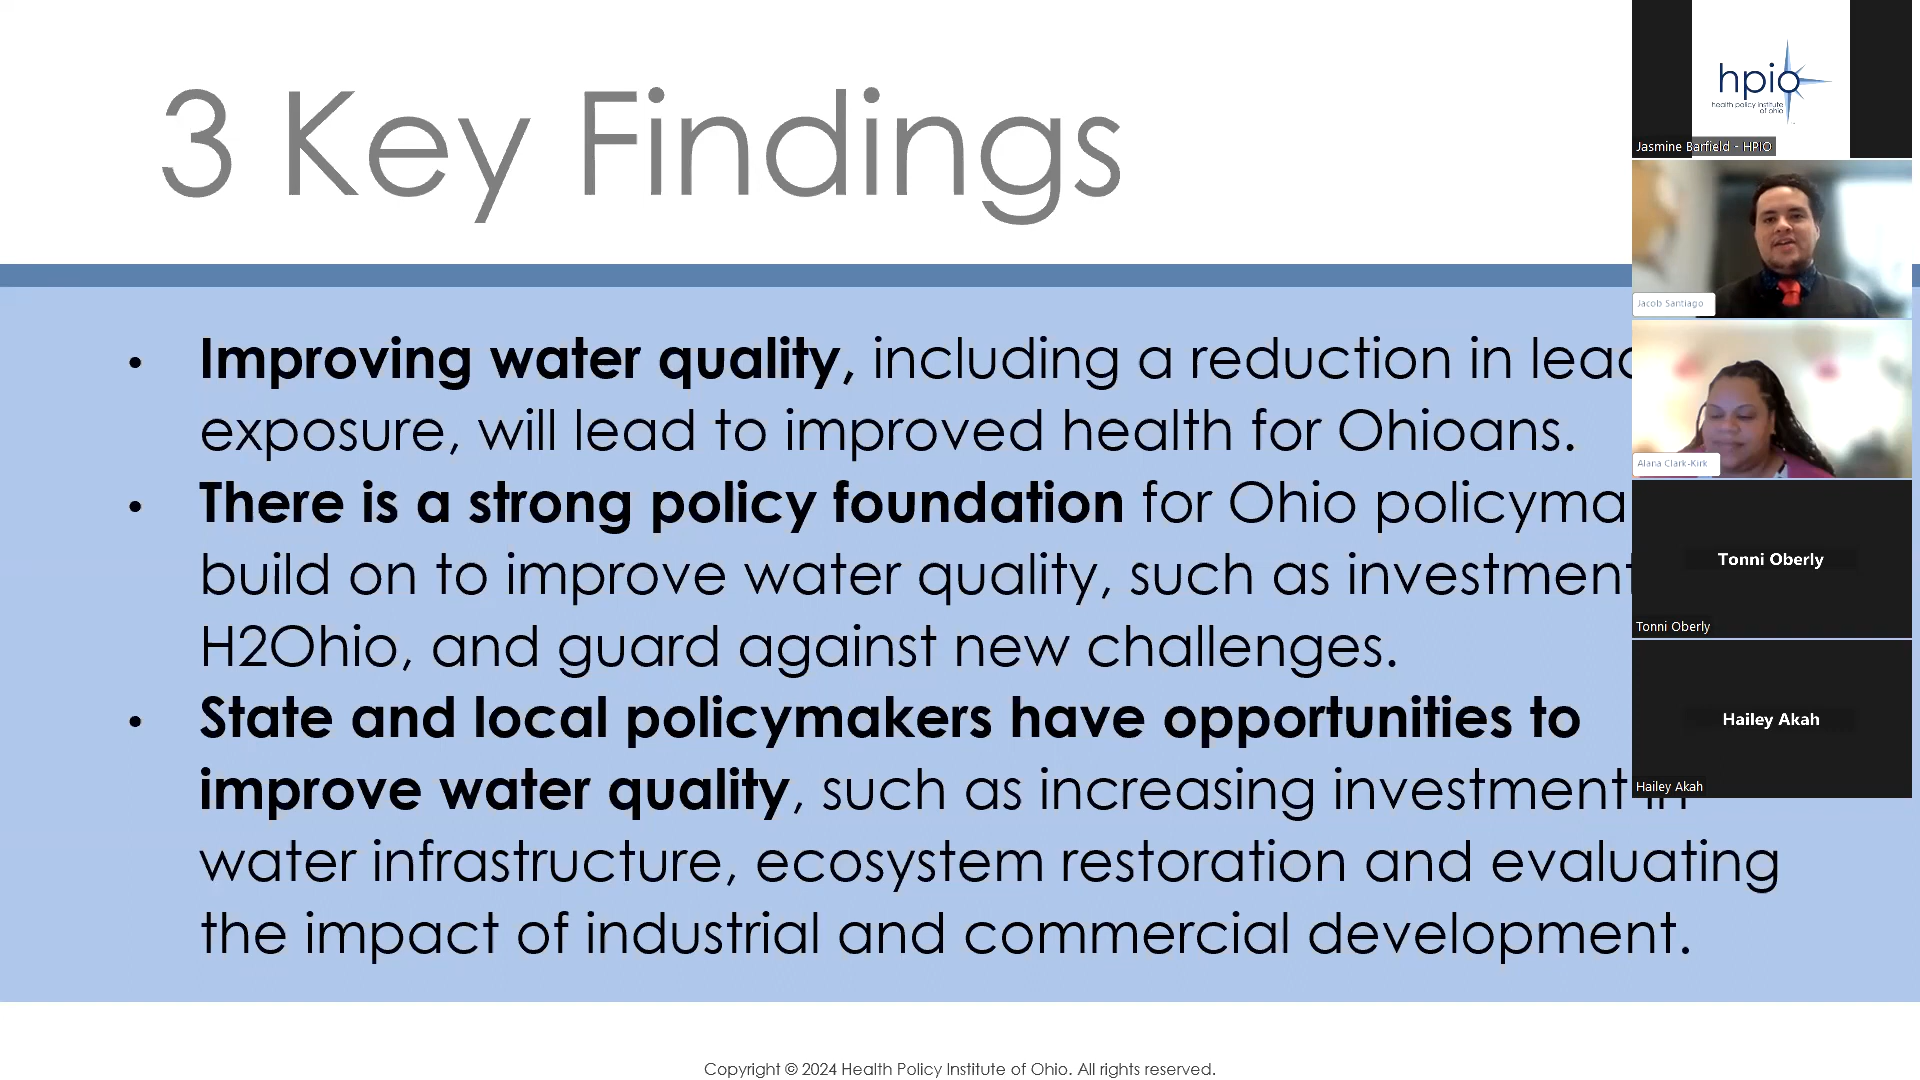 3 Key Findings
• Improving water quality, including a reduction in lead
exposure, will lead to improved health for Ohioans.
• There is a strong policy foundation for Ohio
build on to improve water quality, such as
H2Ohio, and guard against new challenges.
• State and local policymakers have opportunities to
improve water quality, such as increasing investment in
water infrastructure, ecosystem restoration and evaluating
the impact of industrial and commercial development.
Copyright © 2024 Health Policy Institute of Ohio. All rights reserved.
hpio
health policy institute
of ohio
Jasmine Barfield - HPIO
Jacob Santiago
Alana Clark-Kirk
Tonni Oberly
Tonni Oberly
Hailey Akah
Hailey Akah